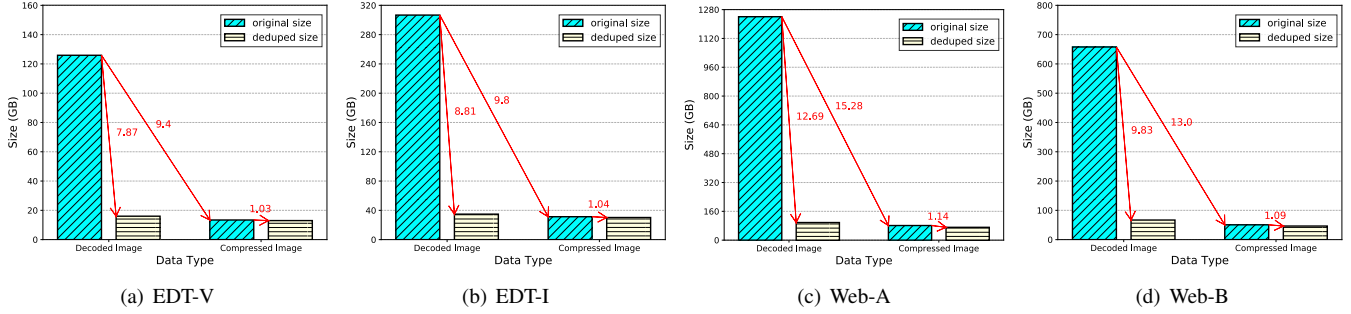 160
140
120
100
80
60
40
20
0
Size (GB)
original size
deduped size
7.87
9.4
1.03
Decoded Image
Compressed Image
Data Type
(a) EDT-V
320
280
240
200
160
120
80
40
0
Size (GB)
original size
deduped size
8.81
9.8
1.04
Decoded Image
Compressed Image
Data Type
(b) EDT-I
1280
1120
960
800
640
480
320
160
0
Size (GB)
original size
deduped size
12.69
15.28
1.14
Decoded Image
Compressed Image
Data Type
(c) Web-A
800
700
600
500
400
300
200
100
0
Size (GB)
original size
deduped size
9.83
13.0
1.09
Decoded Image
Compressed Image
Data Type
(d) Web-B